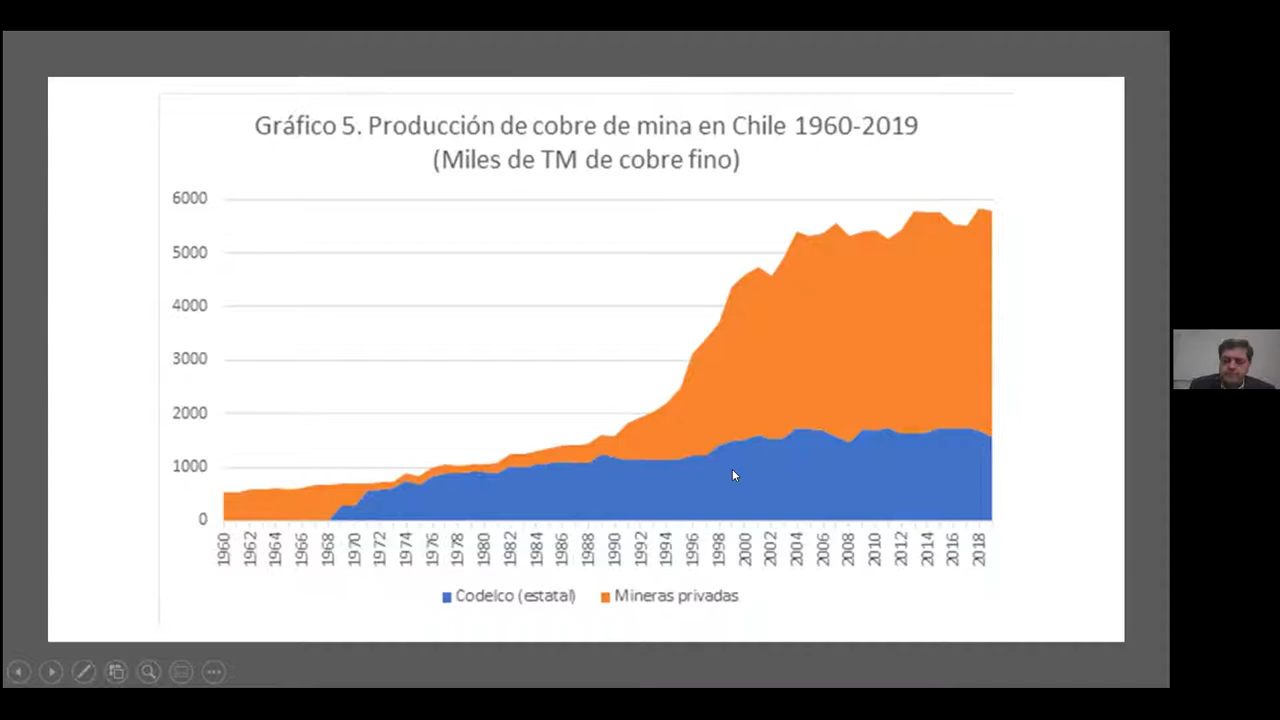 Gráfico 5. Producción de cobre de mina en Chile 1960-2019
(Miles de TM de cobre fino)
6000
5000
4000
3000
2000
1000
0
1960 1962 1964 1966 1968 1970 1972 1974 1976 1978 1980 1982 1984 1986 1988 1990 1992 1994 1996 1998 2000 2002 2004 2006 2008 2010 2012 2014 2016 2018
Codelco (estatal) Mineras privadas